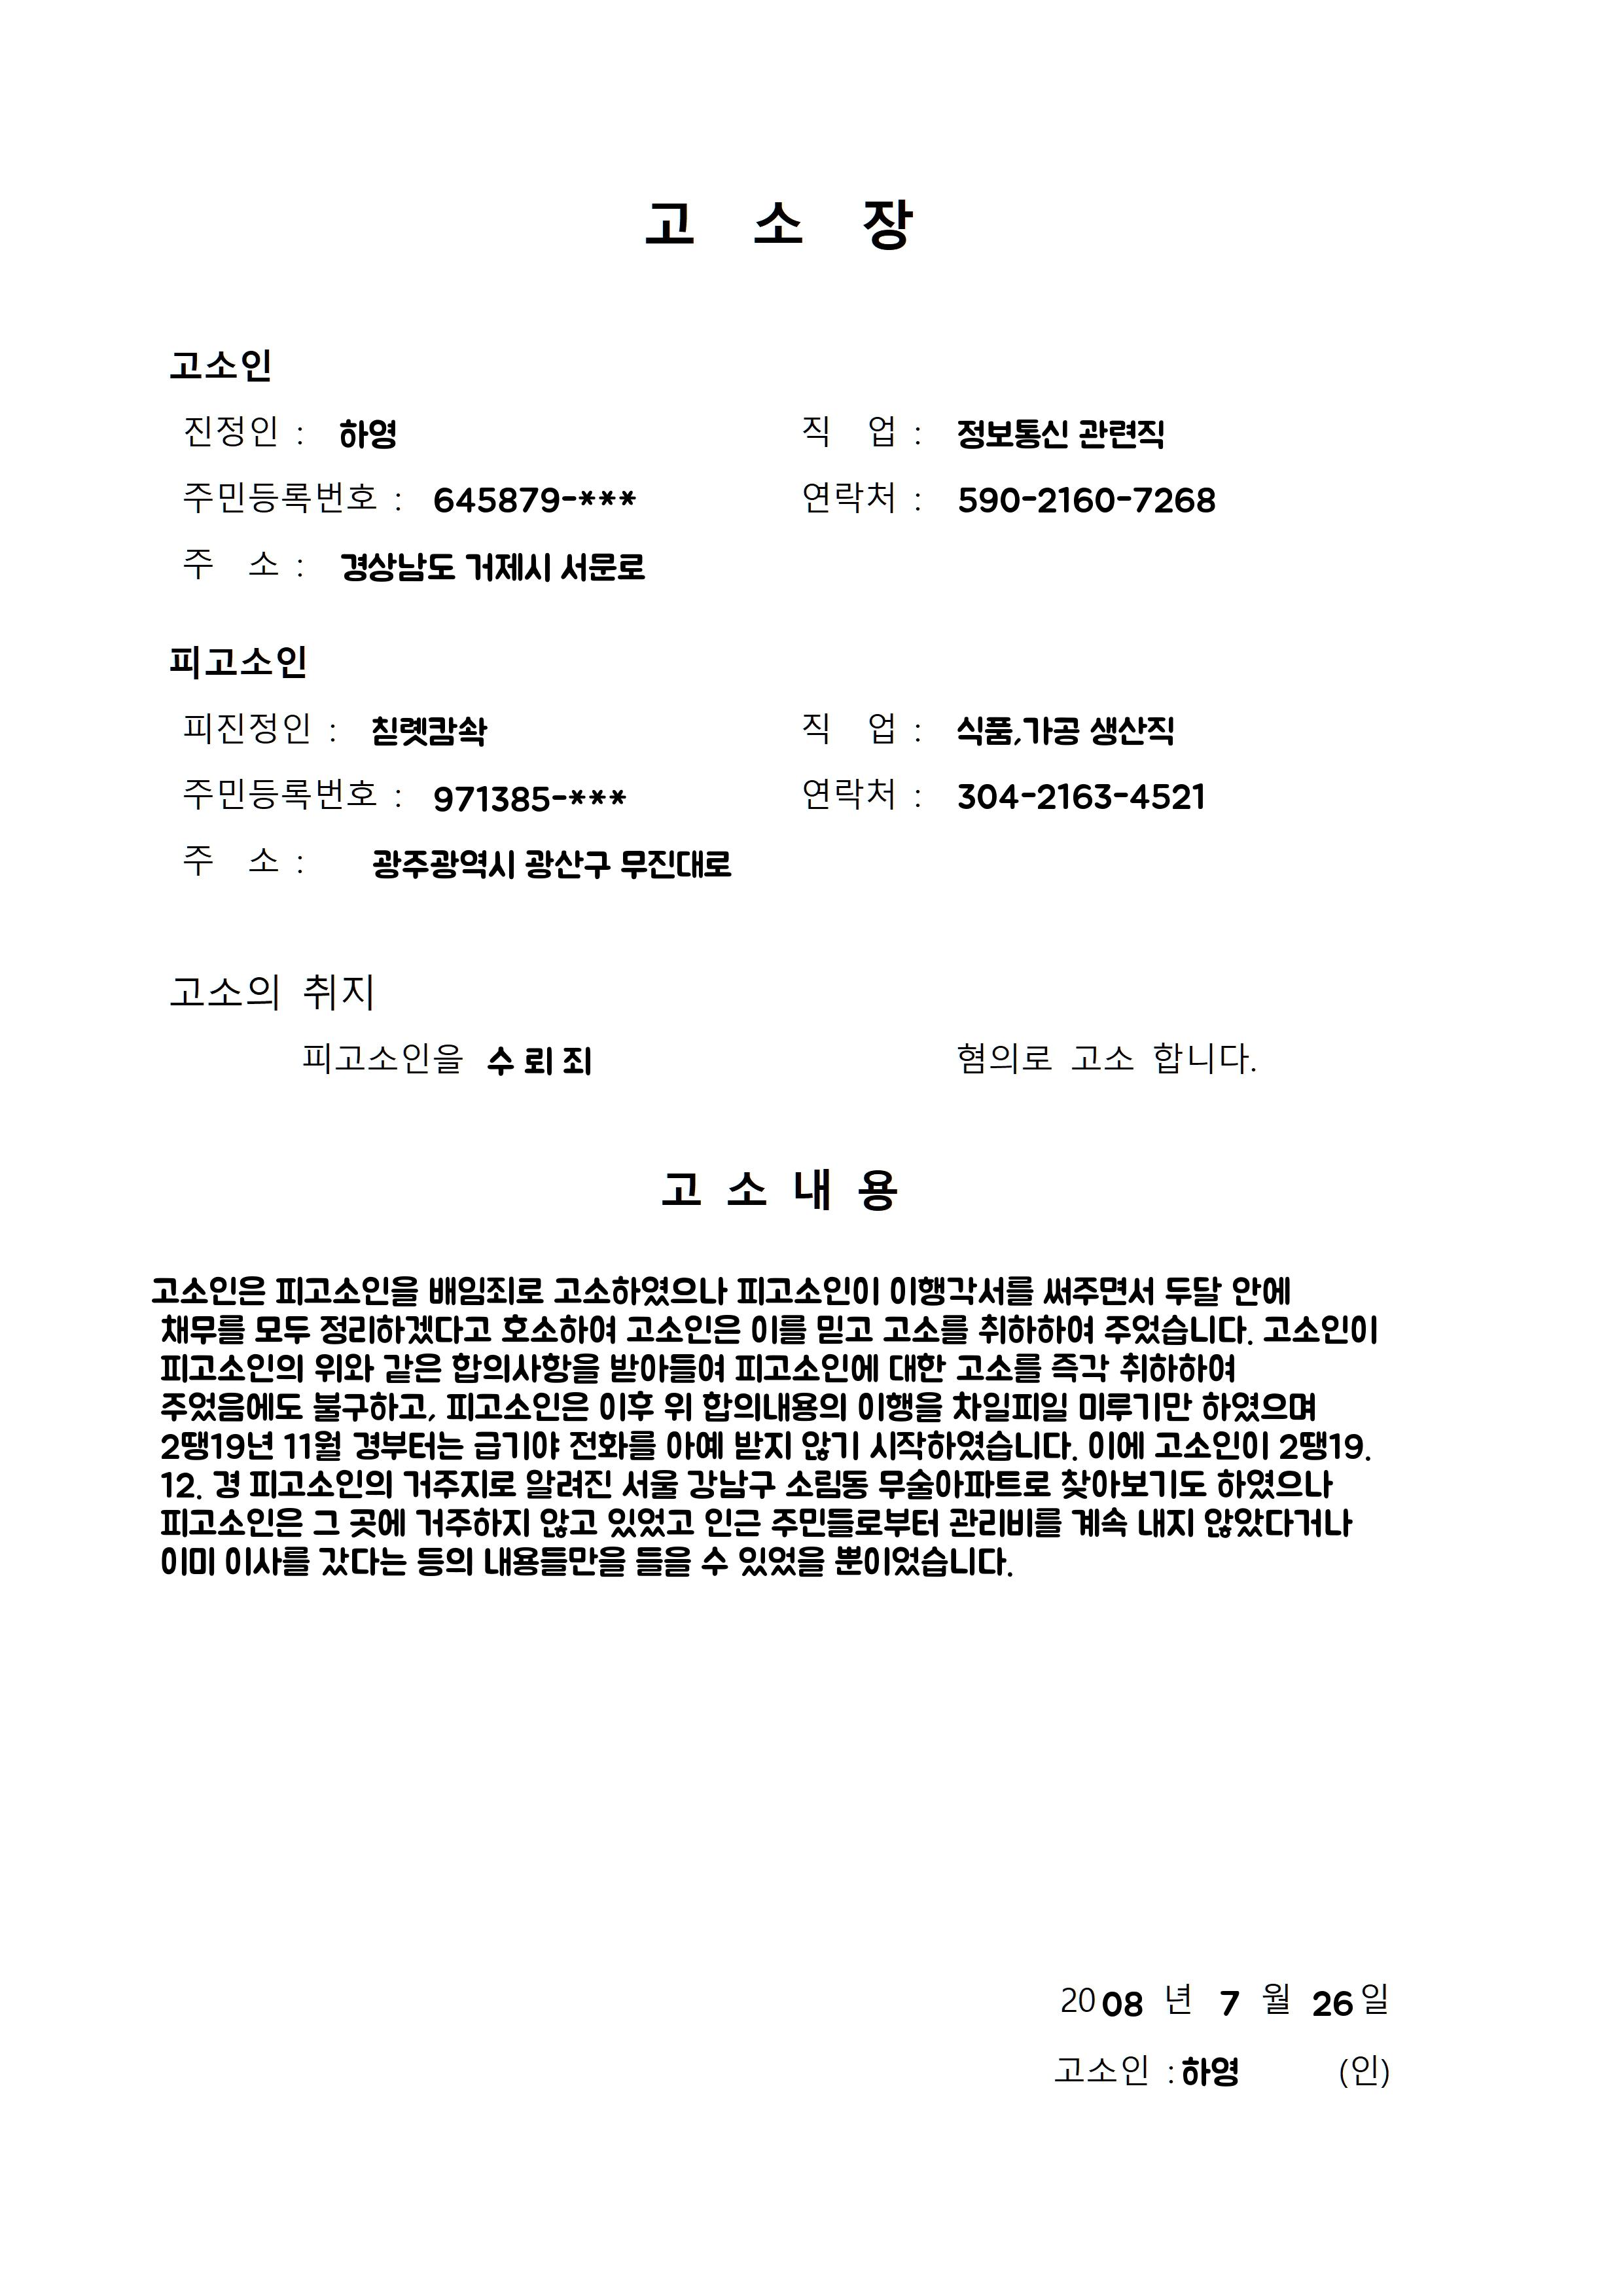 고 소 장
고소인
진정인 : 하영 직 업 : 정보통신 관련직
주민등록번호 : 645879-*** 연락처 : 590-2160-7268
주 소 : 경상남도 거제시 서문로
피고소인
피진정인 : 칟렛캄솩 직 업 : 식품,가공 생산직
주민등록번호 : 971385-*** 연락처 : 304-2163-4521
주 소 : 광주광역시 광산구 무진대로
고소의 취지
피고소인을 수 뢰 죄 혐의로 고소 합니다.
고 소 내 용
고소인은 피고소인을 배임죄로 고소하였으나 피고소인이 이행각서를 써주면서 두달 안에
채무를 모두 정리하겠다고 호소하여 고소인은 이를 믿고 고소를 취하하여 주었습니다. 고소인이
피고소인의 위와 같은 합의사항을 받아들여 피고소인에 대한 고소를 즉각 취하하여
주었음에도 불구하고, 피고소인은 이후 위 합의내용의 이행을 차일피일 미루기만 하였으며
2땡19년 11월 경부터는 급기야 전화를 아예 받지 않기 시작하였습니다. 이에 고소인이 2땡19.
12. 경 피고소인의 거주지로 알려진 서울 강남구 소림동 무술아파트로 찾아보기도 하였으나
피고소인은 그 곳에 거주하지 않고 있었고 인근 주민들로부터 관리비를 계속 내지 않았다거나
이미 이사를 갔다는 등의 내용들만을 들을 수 있었을 뿐이었습니다.
2008 년 7 월 26 일
고소인 : 하영 (인)